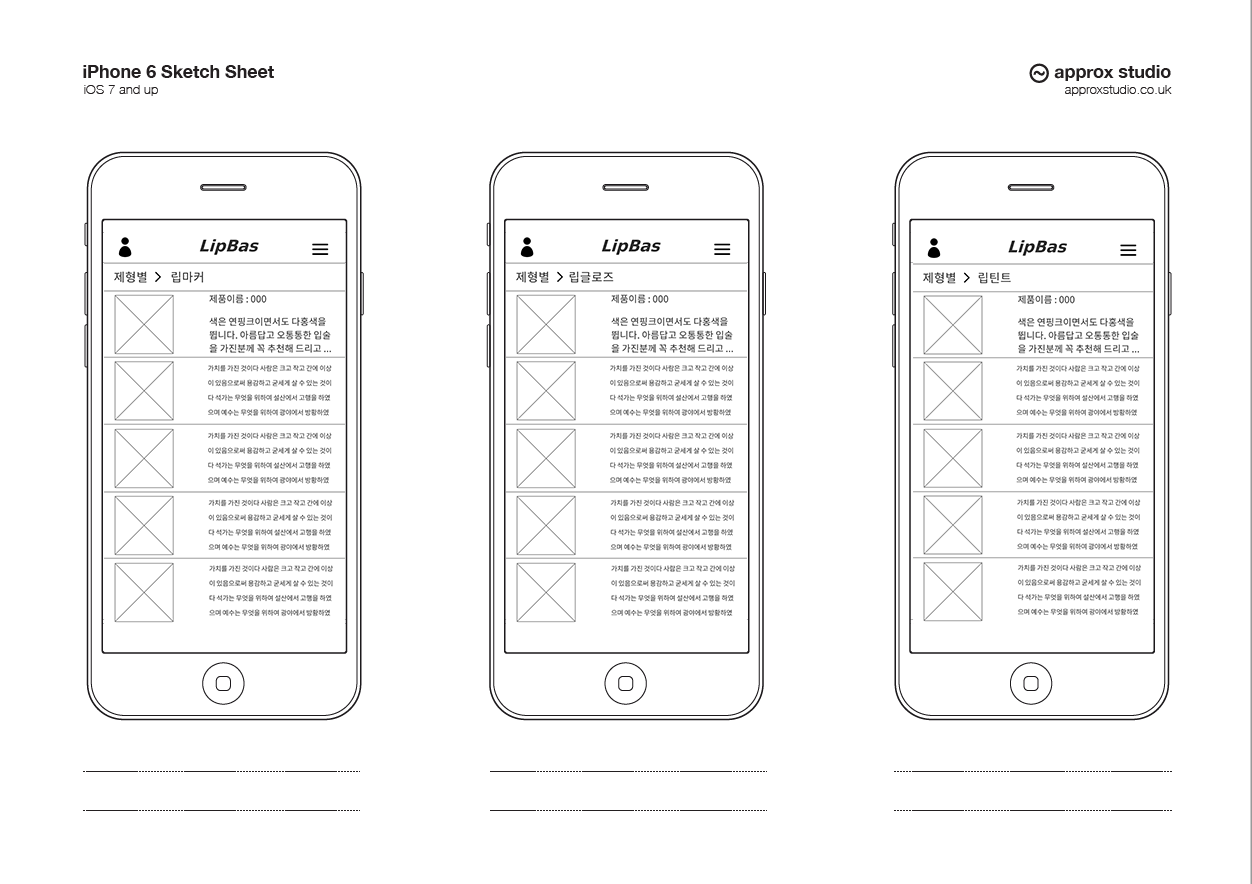 iPhone 6 Sketch Sheet
iOS 7 and up
approx studio
approxstudio.co.uk
LipBas
제형별 > 립마커
제품이름 : 000
색은 연핑크이면서도 다홍색을
띕니다. 아름답고 오통통한 입술
을 가진분께 꼭 추천해 드리고 ...
가치를 가진 것이다 사람은 크고 작고 간에 이상
이 있음으로써 용감하고 굳세게 살 수 있는 것이
다 석가는 무엇을 위하여 설산에서 고행을 하였
으며 예수는 무엇을 위하여 광야에서 방황하였
가치를 가진 것이다 사람은 크고 작고 간에 이상
이 있음으로써 용감하고 굳세게 살 수 있는 것이
다 석가는 무엇을 위하여 설산에서 고행을 하였
으며 예수는 무엇을 위하여 광야에서 방황하였
가치를 가진 것이다 사람은 크고 작고 간에 이상
이 있음으로써 용감하고 굳세게 살 수 있는 것이
다 석가는 무엇을 위하여 설산에서 고행을 하였
으며 예수는 무엇을 위하여 광야에서 방황하였
가치를 가진 것이다 사람은 크고 작고 간에 이상
이 있음으로써 용감하고 굳세게 살 수 있는 것이
다 석가는 무엇을 위하여 설산에서 고행을 하였
으며 예수는 무엇을 위하여 광야에서 방황하였
LipBas
제형별 > 립글로즈
제품이름 : 000
색은 연핑크이면서도 다홍색을
띕니다. 아름답고 오통통한 입술
을 가진분께 꼭 추천해 드리고 ...
가치를 가진 것이다 사람은 크고 작고 간에 이상
이 있음으로써 용감하고 굳세게 살 수 있는 것이
다 석가는 무엇을 위하여 설산에서 고행을 하였
으며 예수는 무엇을 위하여 광야에서 방황하였
가치를 가진 것이다 사람은 크고 작고 간에 이상
이 있음으로써 용감하고 굳세게 살 수 있는 것이
다 석가는 무엇을 위하여 설산에서 고행을 하였
으며 예수는 무엇을 위하여 광야에서 방황하였
가치를 가진 것이다 사람은 크고 작고 간에 이상
이 있음으로써 용감하고 굳세게 살 수 있는 것이
다 석가는 무엇을 위하여 설산에서 고행을 하였
으며 예수는 무엇을 위하여 광야에서 방황하였
가치를 가진 것이다 사람은 크고 작고 간에 이상
이 있음으로써 용감하고 굳세게 살 수 있는 것이
다 석가는 무엇을 위하여 설산에서 고행을 하였
으며 예수는 무엇을 위하여 광야에서 방황하였
LipBas
제형별 > 립틴트
제품이름 : 000
색은 연핑크이면서도 다홍색을
띕니다. 아름답고 오통통한 입술
을 가진분께 꼭 추천해 드리고 ...
가치를 가진 것이다 사람은 크고 작고 간에 이상
이 있음으로써 용감하고 굳세게 살 수 있는 것이
다 석가는 무엇을 위하여 설산에서 고행을 하였
으며 예수는 무엇을 위하여 광야에서 방황하였
가치를 가진 것이다 사람은 크고 작고 간에 이상
이 있음으로써 용감하고 굳세게 살 수 있는 것이
다 석가는 무엇을 위하여 설산에서 고행을 하였
으며 예수는 무엇을 위하여 광야에서 방황하였
가치를 가진 것이다 사람은 크고 작고 간에 이상
이 있음으로써 용감하고 굳세게 살 수 있는 것이
다 석가는 무엇을 위하여 설산에서 고행을 하였
으며 예수는 무엇을 위하여 광야에서 방황하였
가치를 가진 것이다 사람은 크고 작고 간에 이상
이 있음으로써 용감하고 굳세게 살 수 있는 것이
다 석가는 무엇을 위하여 설산에서 고행을 하였
으며 예수는 무엇을 위하여 광야에서 방황하였